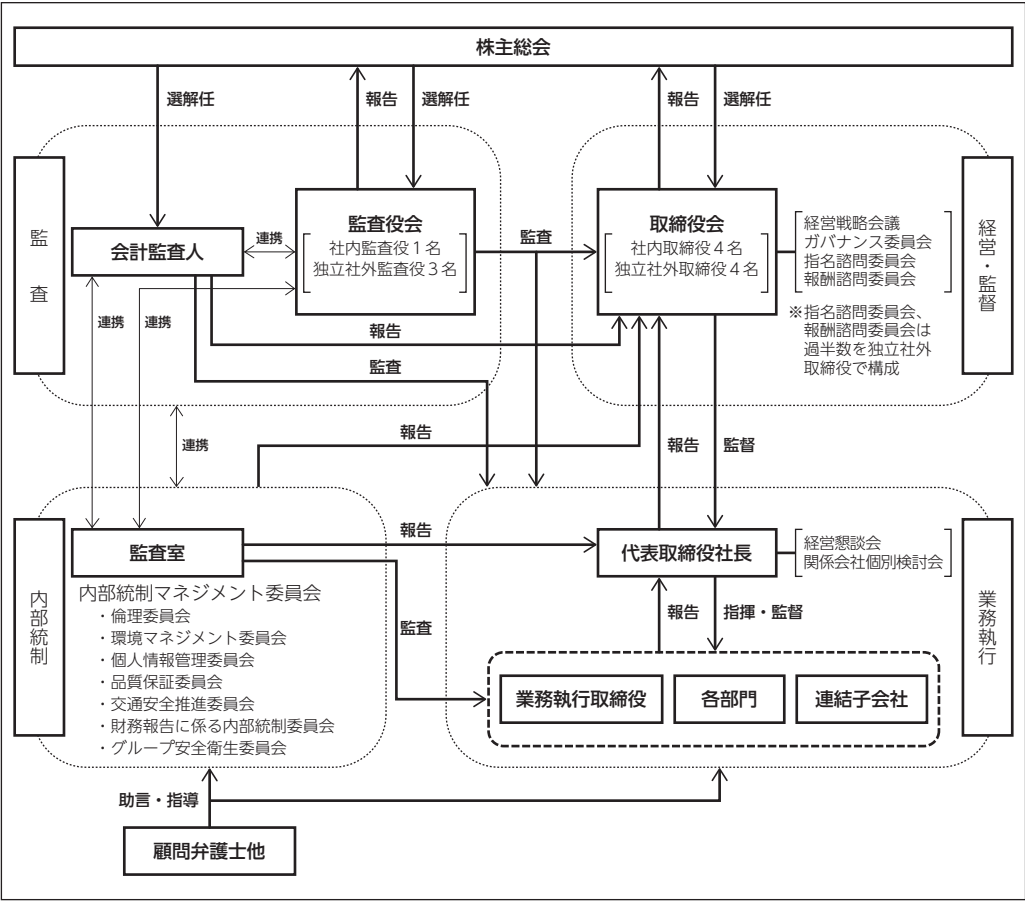 株主総会
選解任
報告
選解任
報告
選解任
監査
会計監査人
連携
監査役会
社内監査役1名
独立社外監査役3名
監査
取締役会
社内取締役4名
独立社外取締役4名
経営戦略会議
ガバナンス委員会
指名諮問委員会
報酬諮問委員会
※指名諮問委員会、
報酬諮問委員会は
過半数を独立社外
取締役で構成
経営・監督
連携
連携
報告
監査
連携
報告
報告
監督
内部統制
監査室
報告
監査
内部統制マネジメント委員会
・倫理委員会
・環境マネジメント委員会
・個人情報管理委員会
・品質保証委員会
・交通安全推進委員会
・財務報告に係る内部統制委員会
・グループ安全衛生委員会
代表取締役社長
経営懇談会
関係会社個別検討会
報告
指揮・監督
業務執行取締役
各部門
連結子会社
業務執行
助言・指導
顧問弁護士他